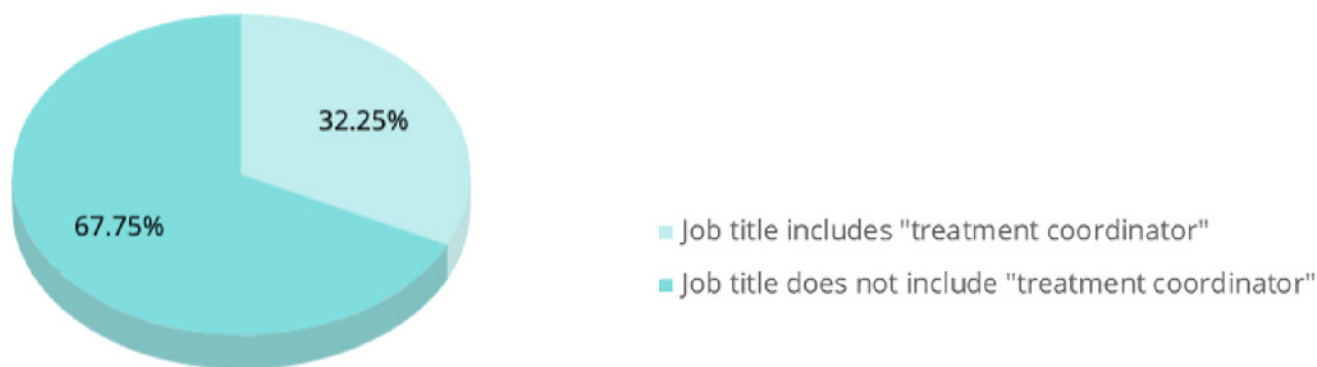 32.25%
67.75%
Job title includes "treatment coordinator"
Job title does not include "treatment coordinator"